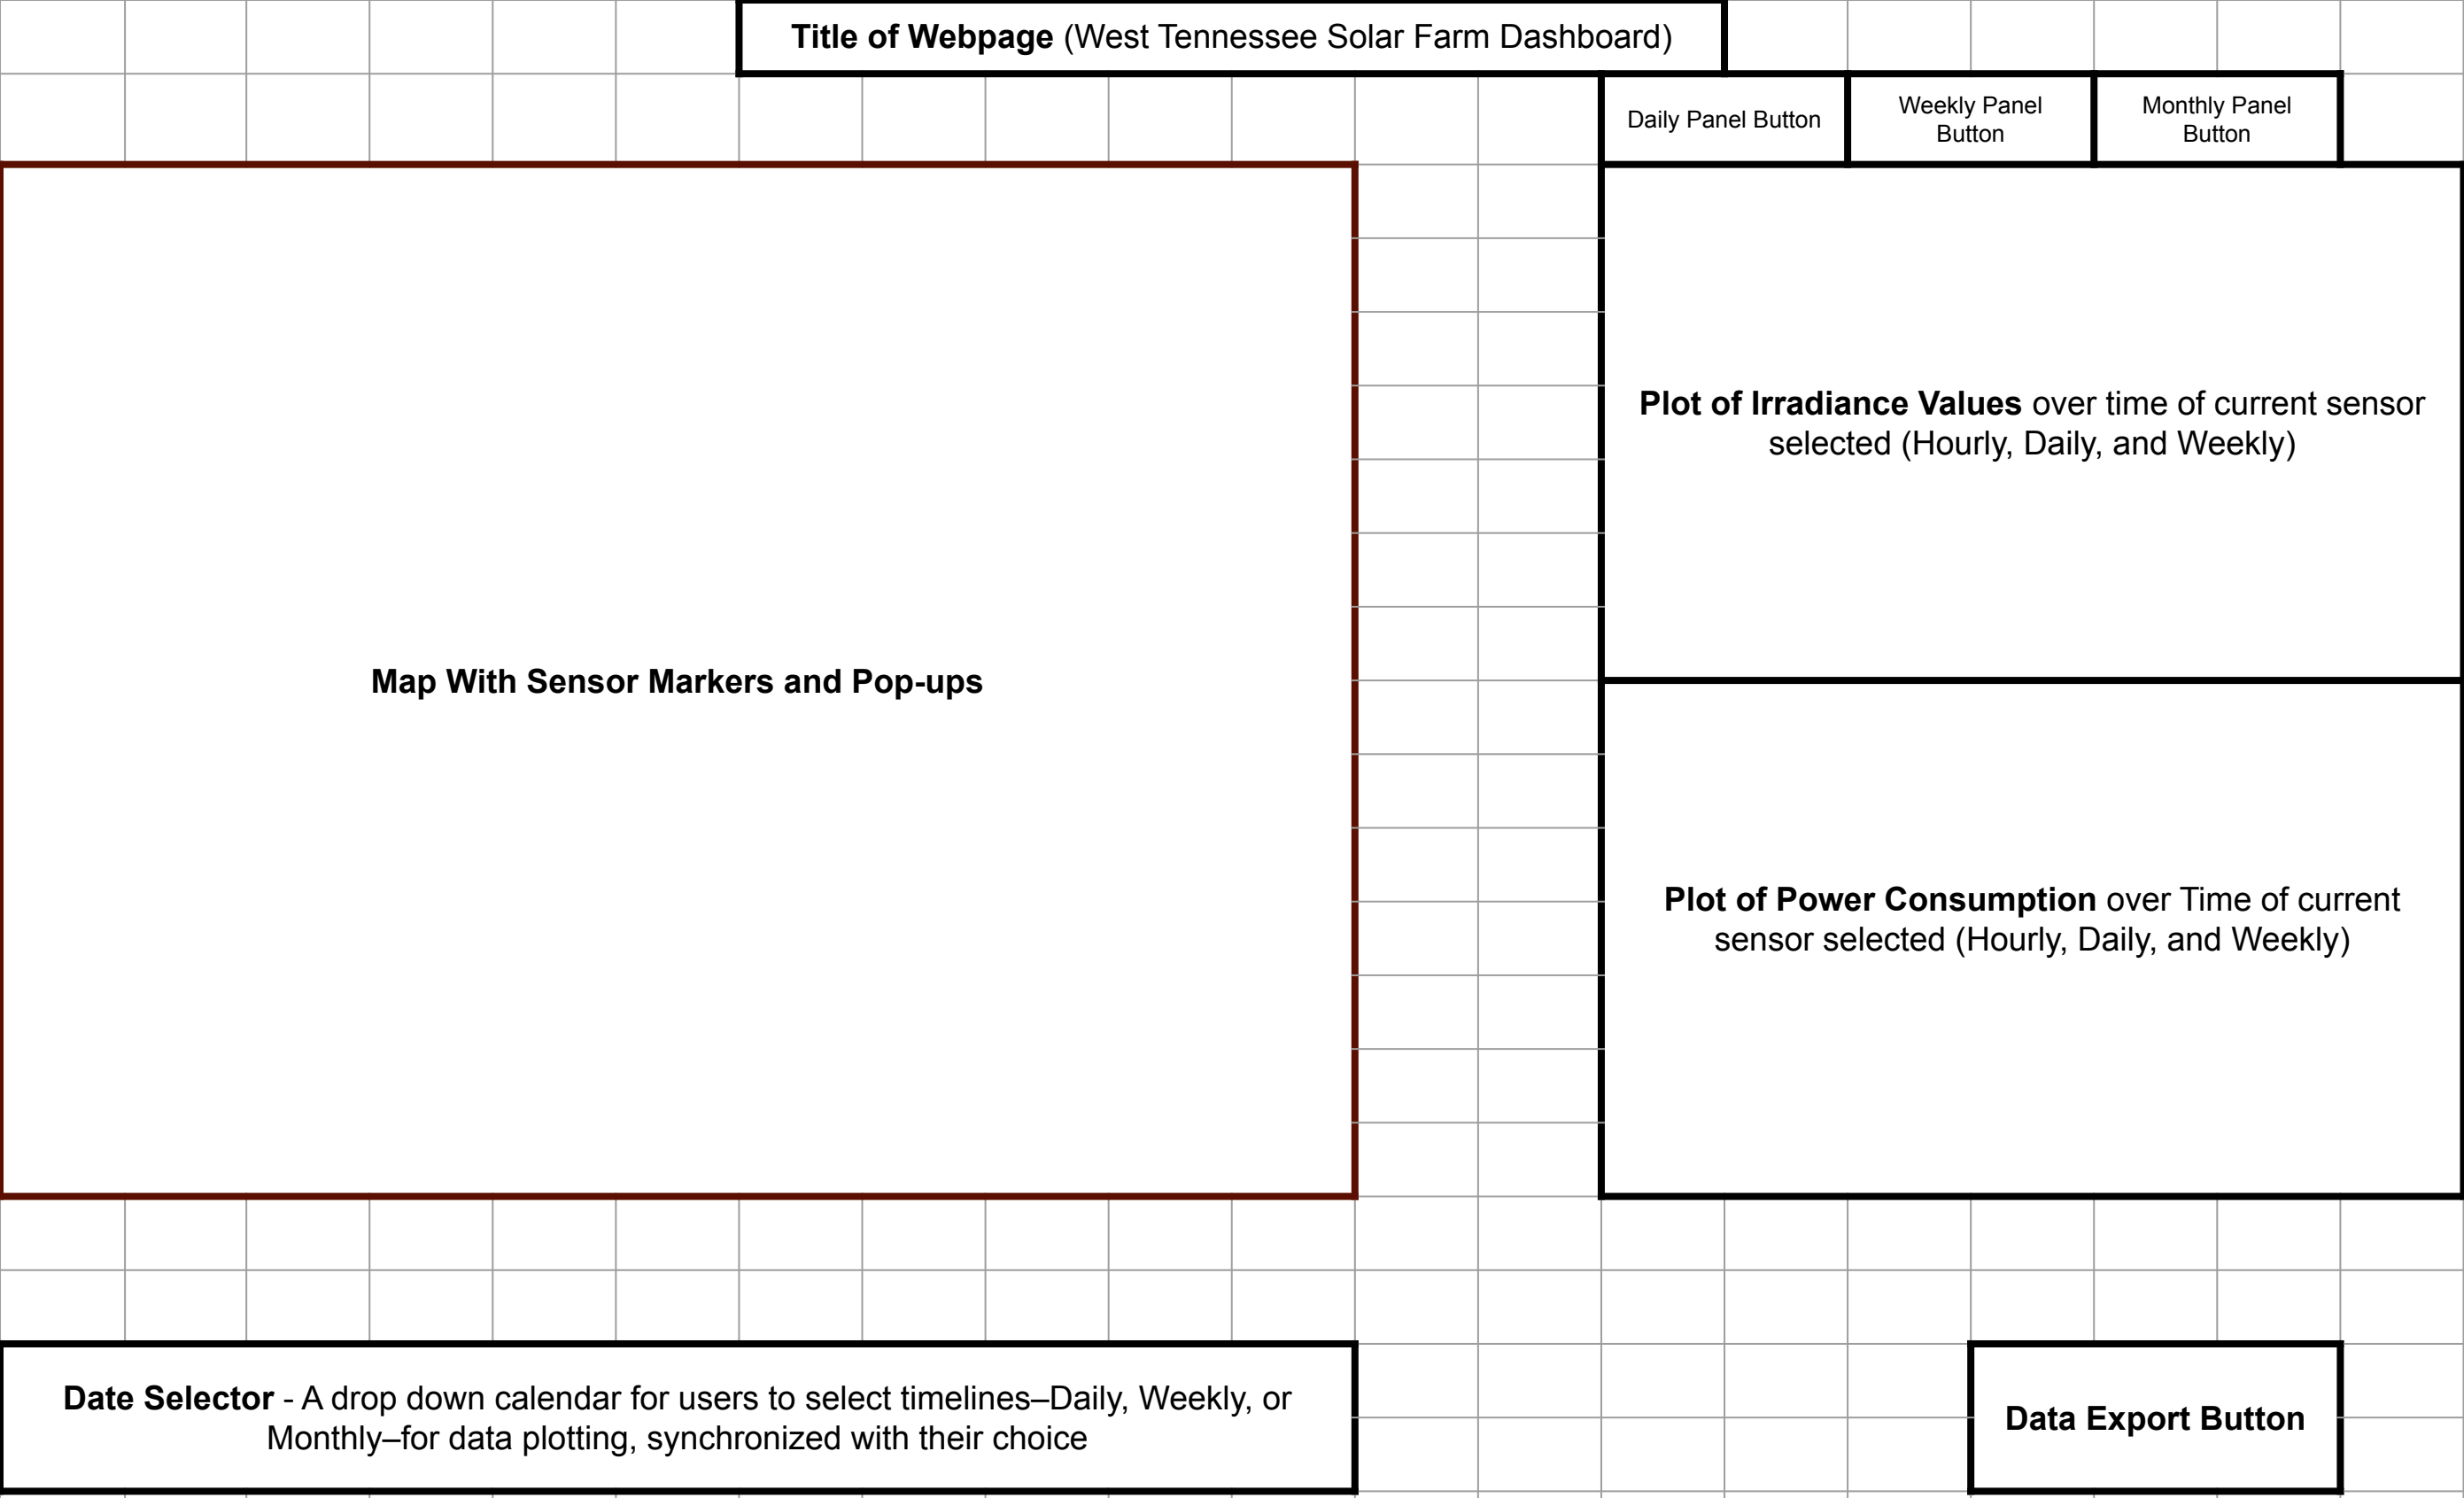 Title of Webpage (West Tennessee Solar Farm Dashboard)
Daily Panel Button
Weekly Panel
Button
Monthly Panel
Button
Map With Sensor Markers and Pop-ups
Plot of Irradiance Values over time of current sensor
selected (Hourly, Daily, and Weekly)
Plot of Power Consumption over Time of current
sensor selected (Hourly, Daily, and Weekly)
Date Selector - A drop down calendar for users to select timelines–Daily, Weekly, or
Monthly–for data plotting, synchronized with their choice
Data Export Button